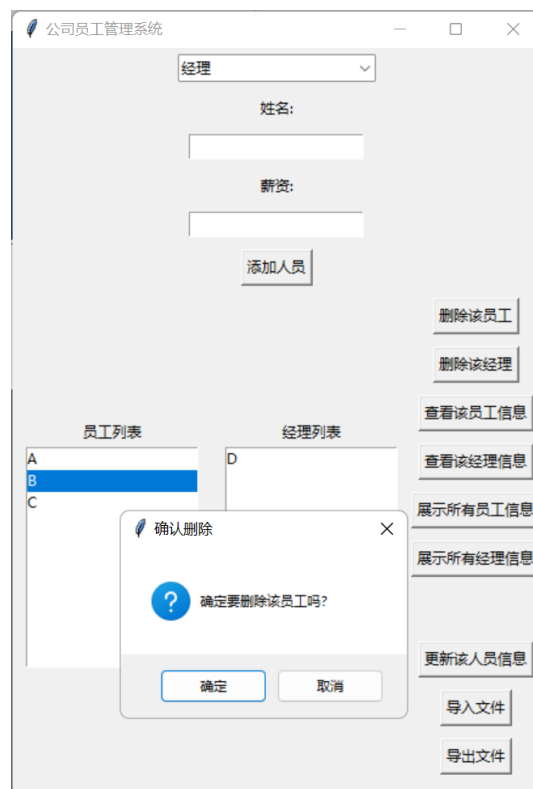 公司员工管理系统
经理
姓名:
薪资:
添加人员
删除该员工
删除该经理
查看该员工信息
查看该经理信息
展示所有员工信息
展示所有经理信息
更新该人员信息
导入文件
导出文件
员工列表
A
B
C
经理列表
D
确认删除
确定要删除该员工吗?
确定
取消